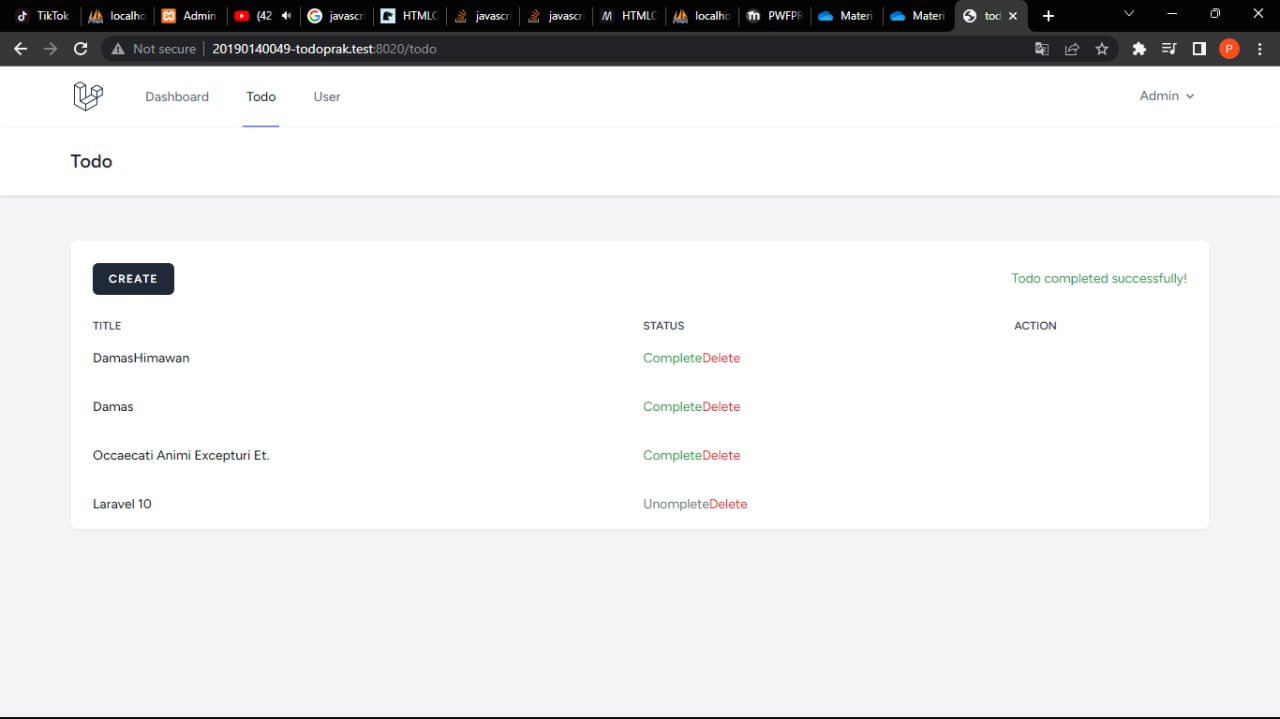 TikTok localho Admin (42 javascr HTMLC javascr javascr HTMLC localho PWFPR Materi Materi tod
Not secure 20190140049-todoprak.test:8020/todo P
Dashboard Todo User Admin
Todo
CREATE Todo completed successfully!
TITLE STATUS ACTION
DamasHimawan CompleteDelete
Damas CompleteDelete
Occaecati Animi Excepturi Et. CompleteDelete
Laravel 10 UnompleteDelete